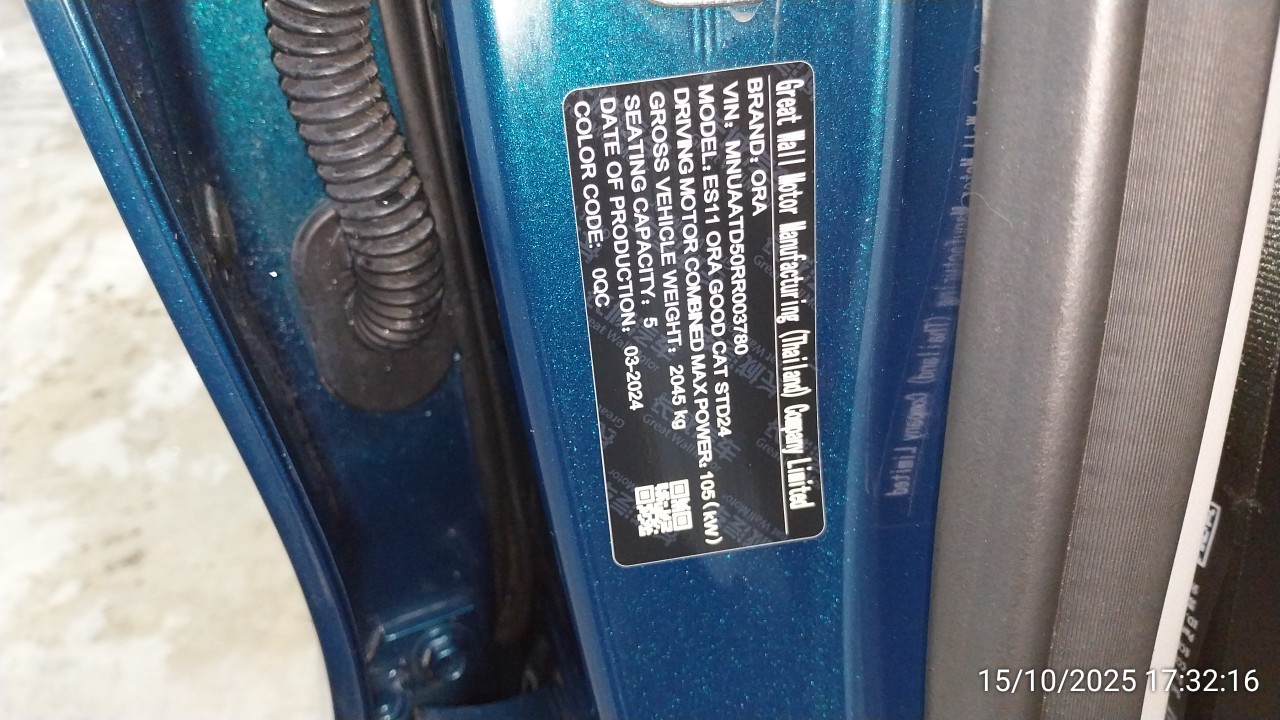 Great Wall Motor Manufacturing (Thailand) Company Limited
BRAND: ORA
VIN: MNUAATD50RR003780
MODEL: ES11 ORA GOOD CAT STD24
DRIVING MOTOR COMBINED MAX POWER: 105 (kW)
GROSS VEHICLE WEIGHT: 2045 kg
SEATING CAPACITY: 5
DATE OF PRODUCTION: 03-2024
COLOR CODE: 0QC
15/10/2025 17:32:16